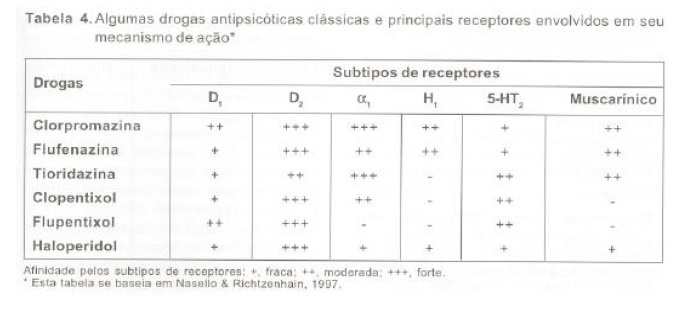 Tabela 4. Algumas drogas antipsicóticas clássicas e principais receptores envolvidos em seu
mecanismo de ação*
Drogas
Subtipos de receptores
D1 D2 α1 H1 5-HT2 Muscarínico
Clorpromazina ++ +++ +++ ++ + ++
Flufenazina + +++ ++ ++ + ++
Tioridazina + ++ +++ - ++ ++
Clopentixol + +++ ++ - ++ -
Flupentixol ++ +++ - - ++ -
Haloperidol + +++ + + + +
Afinidade pelos subtipos de receptores: +, fraca; ++, moderada; +++, forte.
* Esta tabela se baseia em Nasello & Richtzenhain, 1997.